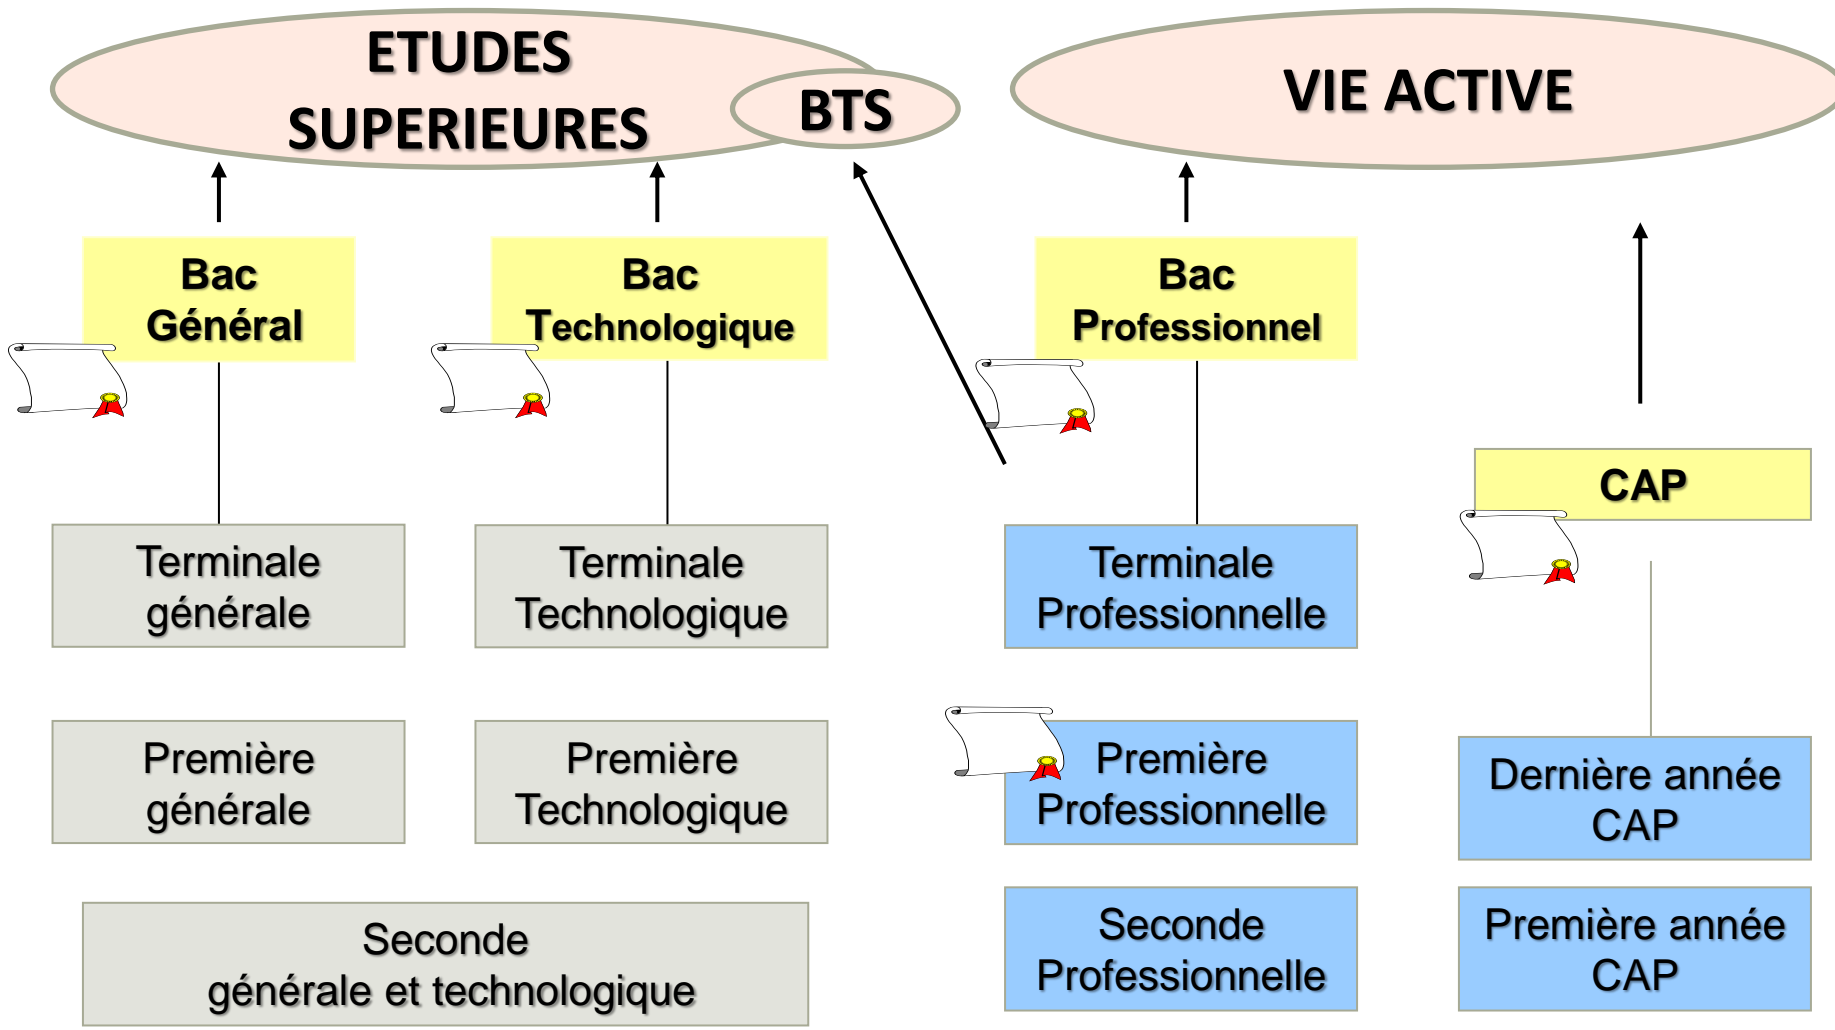 ETUDES
SUPERIEURES
BTS
VIE ACTIVE
Bac
Général
Bac
Technologique
Bac
Professionnel
CAP
Terminale
générale
Terminale
Technologique
Terminale
Professionnelle
Première
générale
Première
Technologique
Première
Professionnelle
Dernière année
CAP
Seconde
générale et technologique
Seconde
Professionnelle
Première année
CAP